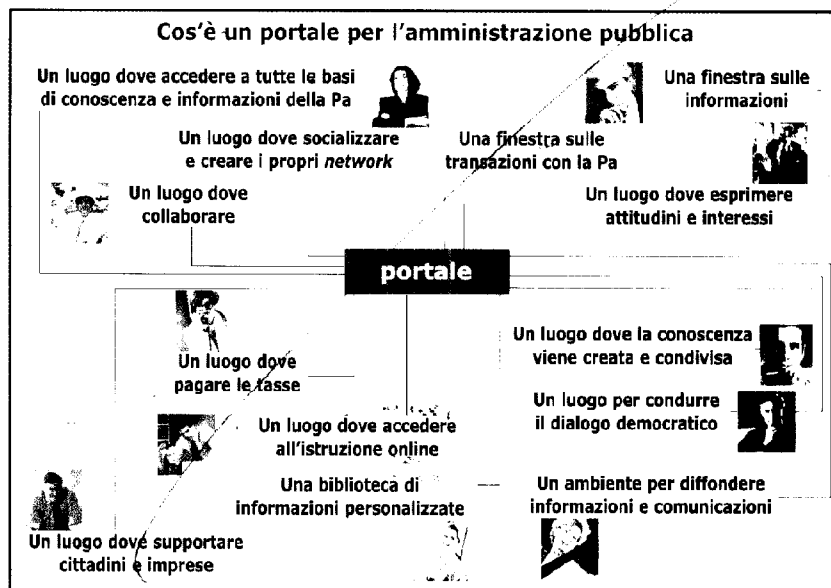 Cos'è un portale per l'amministrazione pubblica
Un luogo dove accedere a tutte le basi
di conoscenza e informazioni della Pa
Una finestra sulle
informazioni
Un luogo dove socializzare
e creare i propri network
Una finestra sulle
transazioni con la Pa
Un luogo dove
collaborare
Un luogo dove esprimere
attitudini e interessi
portale
Un luogo dove
pagare le tasse
Un luogo dove la conoscenza
viene creata e condivisa
Un luogo per condurre
il dialogo democratico
Un luogo dove accedere
all'istruzione online
Una biblioteca di
informazioni personalizzate
Un ambiente per diffondere
informazioni e comunicazioni
Un luogo dove supportare
cittadini e imprese